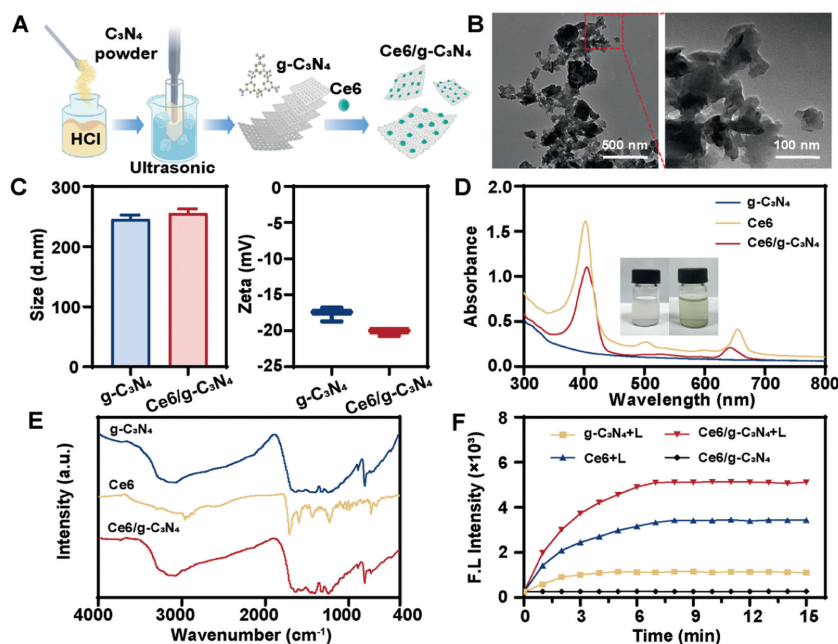 A
C₃N₄
powder
HCl
Ultrasonic
g-C₃N₄
Ce6
Ce6/g-C₃N₄
B
500 nm
100 nm
C
Size (d.nm)
300
200
100
0
g-C₃N₄
Ce6/g-C₃N₄
Zeta (mV)
0
-5
-10
-15
-20
-25
g-C₃N₄
Ce6/g-C₃N₄
D
Absorbance
2.0
1.5
1.0
0.5
0.0
g-C₃N₄
Ce6
Ce6/g-C₃N₄
300 400 500 600 700 800
Wavelength (nm)
E
Intensity (a.u.)
g-C₃N₄
Ce6
Ce6/g-C₃N₄
4000 3000 2000 1000 400
Wavenumber (cm⁻¹)
F
F.L Intensity (×10³)
8
6
4
2
0
g-C₃N₄+L
Ce6/g-C₃N₄+L
Ce6+L
Ce6/g-C₃N₄
0 3 6 9 12 15
Time (min)